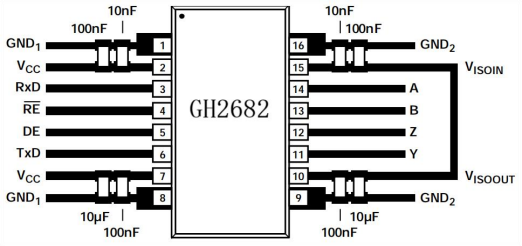 10nF 10nF
100nF 100nF
GND1 1 16 GND2
VCC 2 15 VISOIN
RxD 3 14 A
RE 4 GH2682 13 B
DE 5 12 Z
TxD 6 11 Y
VCC 7 10 VISOOUT
GND1 8 9 GND2
10µF 10µF
100nF 100nF